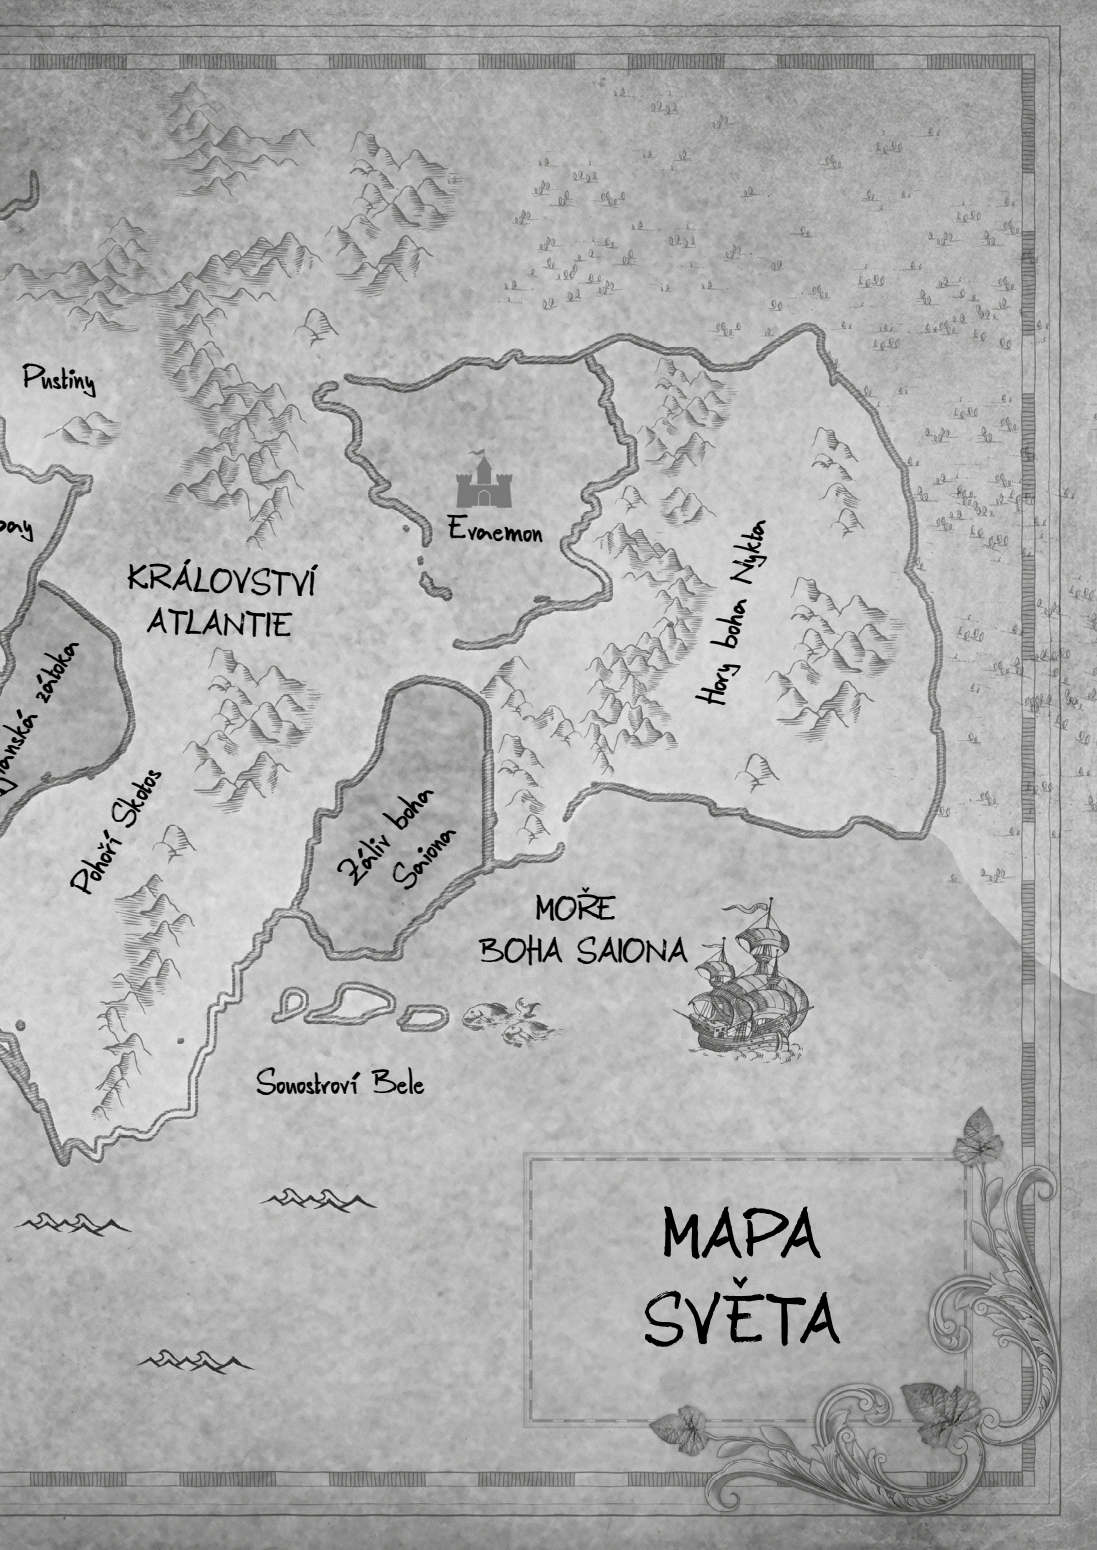 Pustiny
Evaemon
KRÁLOVSTVÍ
ATLANTIE
Hory boha Nykta
Pohoří Skotos
zátoka
Záliv boha
Saiona
MOŘE
BOHA SAIONA
Souostroví Bele
MAPA
SVĚTA